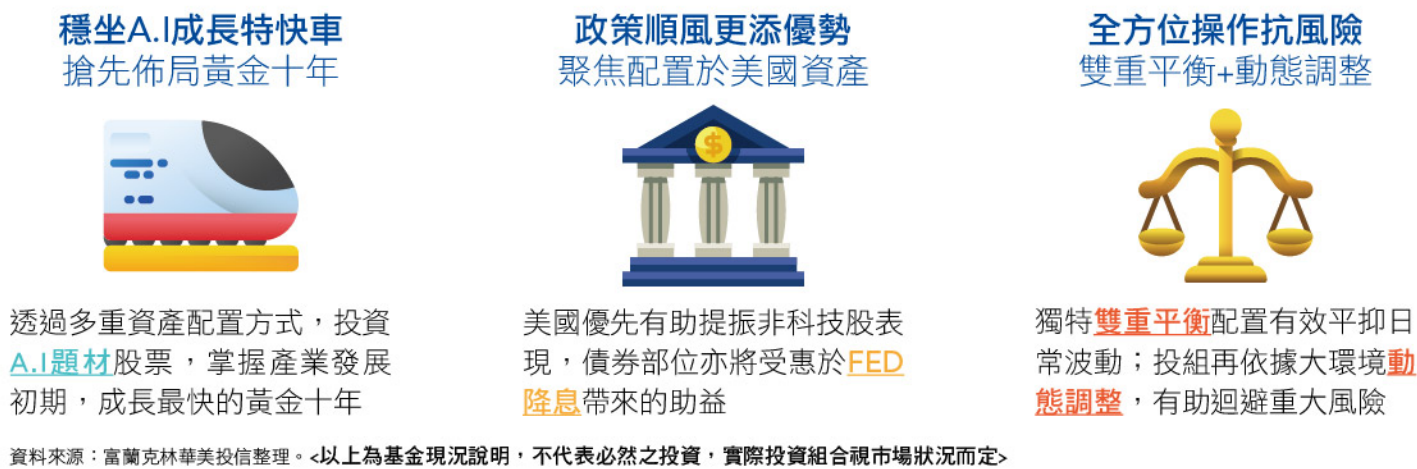 穩坐A.I成長特快車
搶先佈局黃金十年
透過多重資產配置方式，投資
A.I題材股票，掌握產業發展
初期，成長最快的黃金十年
政策順風更添優勢
聚焦配置於美國資產
$
美國優先有助提振非科技股表
現，債券部位亦將受惠於FED
降息帶來的助益
全方位操作抗風險
雙重平衡+動態調整
獨特雙重平衡配置有效平抑日
常波動；投組再依據大環境動
態調整，有助迴避重大風險
資料來源：富蘭克林華美投信整理。<以上為基金現況說明，不代表必然之投資，實際投資組合視市場狀況而定>